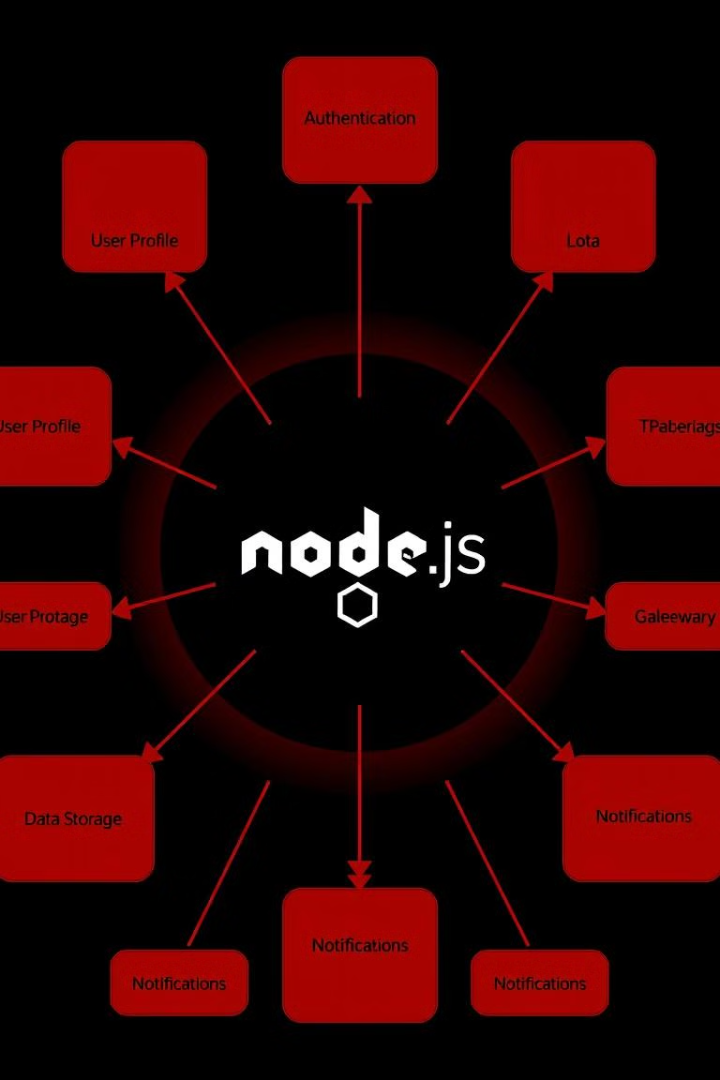 Authentication
User Profile
Lota
User Profile
TPaberlags
node.js
User Protage
Galeewary
Data Storage
Notifications
Notifications
Notifications
Notifications